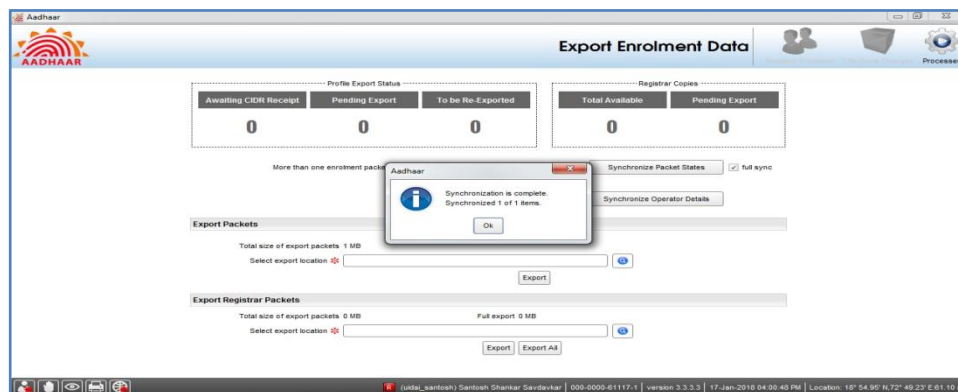 Aadhaar
AADHAAR
Export Enrolment Data
Processes
Profile Export Status
Awaiting CIDR Receipt Pending Export To be Re-Exported
0 0 0
Registrar Copies
Total Available Pending Export
0 0
More than one enrolment
Synchronize Packet States full sync
Synchronize Operator Details
Aadhaar
Synchronization is complete.
Synchronized 1 of 1 items.
Ok
Export Packets
Total size of export packets 1 MB
Select export location
Export
Export Registrar Packets
Total size of export packets 0 MB Full export 0 MB
Select export location
Export Export All
(uidai_santosh) Santosh Shankar Savdavkar | 000-0000-61117-1 | version 3.3.3.3 | 17-Jan-2018 04:00:48 PM | Location: 18° 54.95' N,72° 49.23' E:61.10